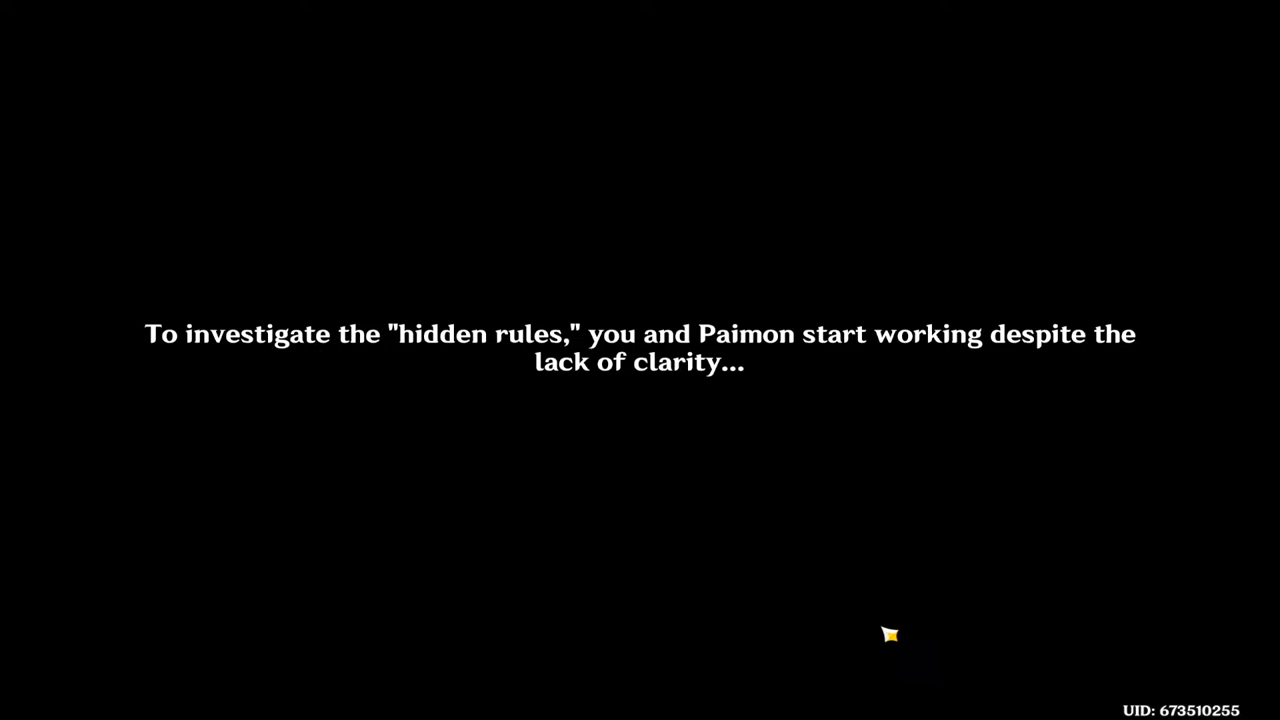 To investigate the "hidden rules," you and Paimon start working despite the
lack of clarity...
UID: 673510255